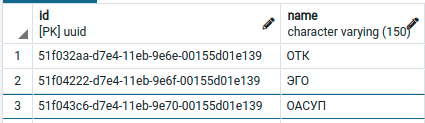 id name
[PK] uuid character varying (150)
1 51f032aa-d7e4-11eb-9e6e-00155d01e139 ОТК
2 51f04222-d7e4-11eb-9e6f-00155d01e139 ЭГО
3 51f043c6-d7e4-11eb-9e70-00155d01e139 ОАСУП